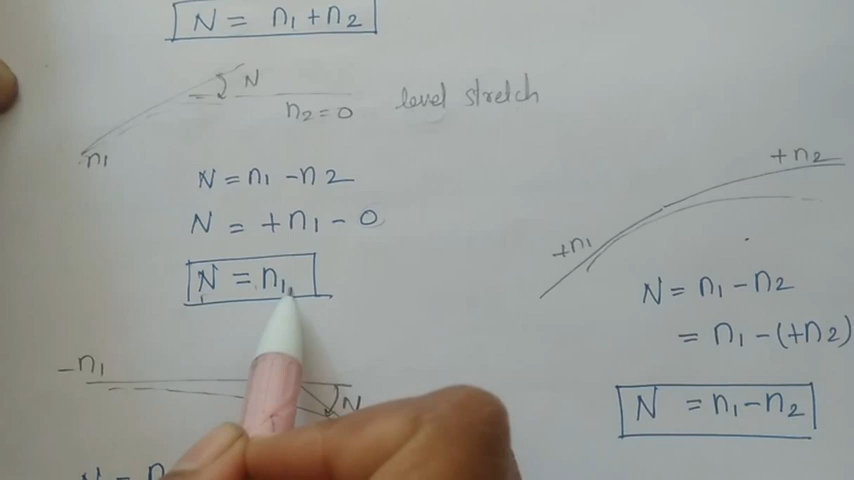 N = n1 + n2
N
n2 = 0
level stretch
n1
N = n1 - n2
N = + n1 - 0
N = n1
+n2
+n1
N = n1 - n2
= n1 - (+n2)
N = n1 - n2
-n1
N
N = n